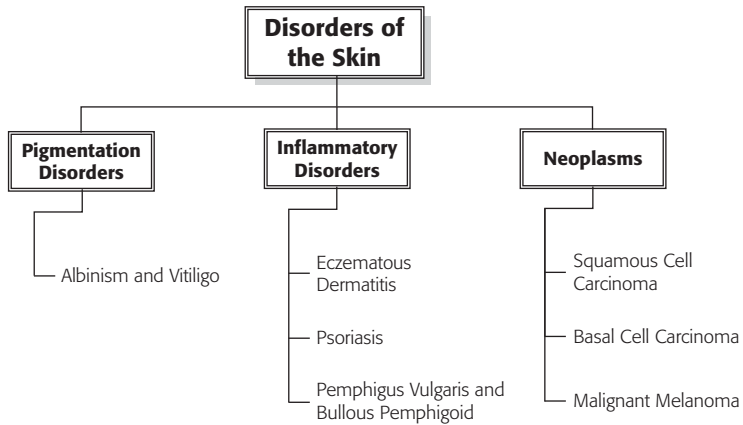 Disorders of
the Skin
Pigmentation
Disorders
Albinism and Vitiligo
Inflammatory
Disorders
Eczematous
Dermatitis
Psoriasis
Pemphigus Vulgaris and
Bullous Pemphigoid
Neoplasms
Squamous Cell
Carcinoma
Basal Cell Carcinoma
Malignant Melanoma